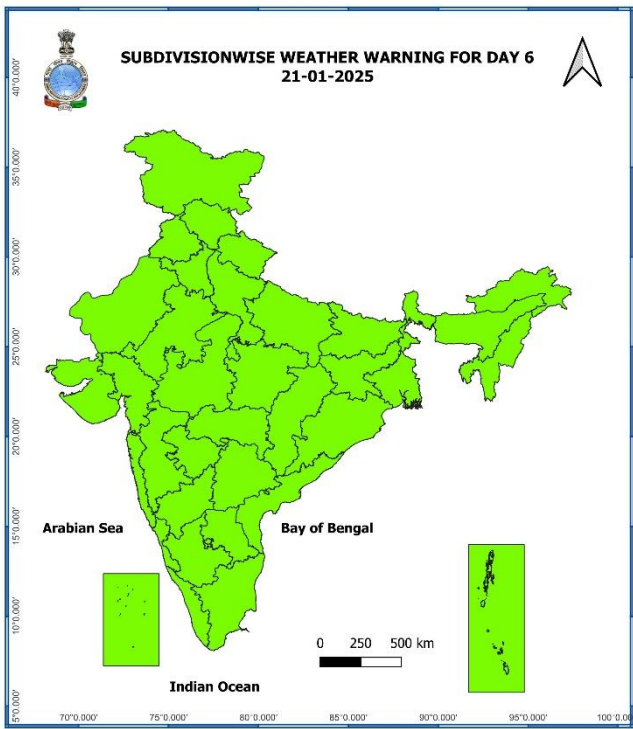 SUBDIVISIONWISE WEATHER WARNING FOR DAY 6
21-01-2025
40°0.000'
35°0.000'
30°0.000'
25°0.000'
20°0.000'
15°0.000'
10°0.000'
5°0.000'
Arabian Sea
Bay of Bengal
0 250 500 km
Indian Ocean
70°0.000' 75°0.000' 80°0.000' 85°0.000' 90°0.000' 95°0.000' 100°0.0